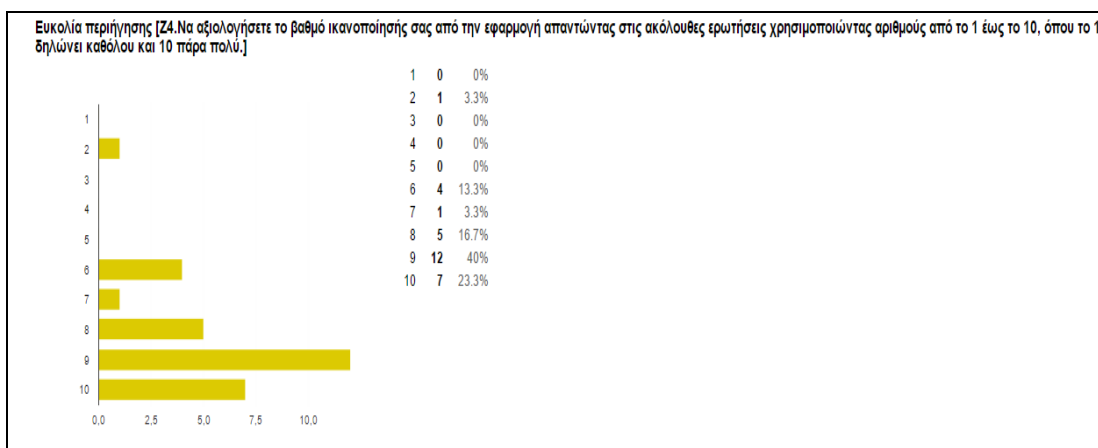 Ευκολία περιήγησης [Ζ4.Να αξιολογήσετε το βαθμό ικανοποίησής σας από την εφαρμογή απαντώντας στις ακόλουθες ερωτήσεις χρησιμοποιώντας αριθμούς από το 1 έως το 10, όπου το 1
δηλώνει καθόλου και 10 πάρα πολύ.]
1 0 0%
2 1 3.3%
3 0 0%
4 0 0%
5 0 0%
6 4 13.3%
7 1 3.3%
8 5 16.7%
9 12 40%
10 7 23.3%
1
2
3
4
5
6
7
8
9
10
0,0 2,5 5,0 7,5 10,0